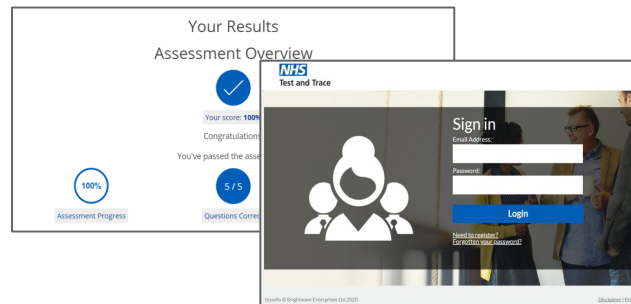 Your Results
Assessment Overview
Your score: 100%
Congratulations
You've passed the asse
100%
5 / 5
Assessment Progress
Questions Correc
NHS
Test and Trace
Sign in
Email Address:
Password:
Login
Need to register?
Forgotten your password?
© Brightwave Enterprises Ltd 2020
Disclaimer |